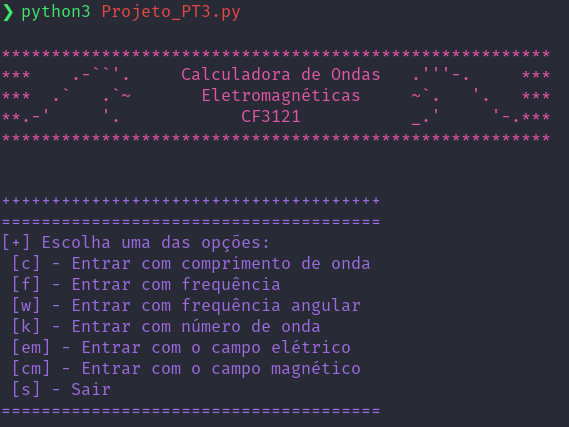 ❯ python3 Projeto_PT3.py
*******************************************************
***    .-``'.     Calculadora de Ondas   .'''-.     ***
***  .`   .`~       Eletromagnéticas     ~`.   '.   ***
**.-'     '.            CF3121           _.'     '-.***
*******************************************************
++++++++++++++++++++++++++++++++++++++
======================================
[+] Escolha uma das opções:
 [c] - Entrar com comprimento de onda
 [f] - Entrar com frequência
 [w] - Entrar com frequência angular
 [k] - Entrar com número de onda
 [em] - Entrar com o campo elétrico
 [cm] - Entrar com o campo magnético
 [s] - Sair
======================================